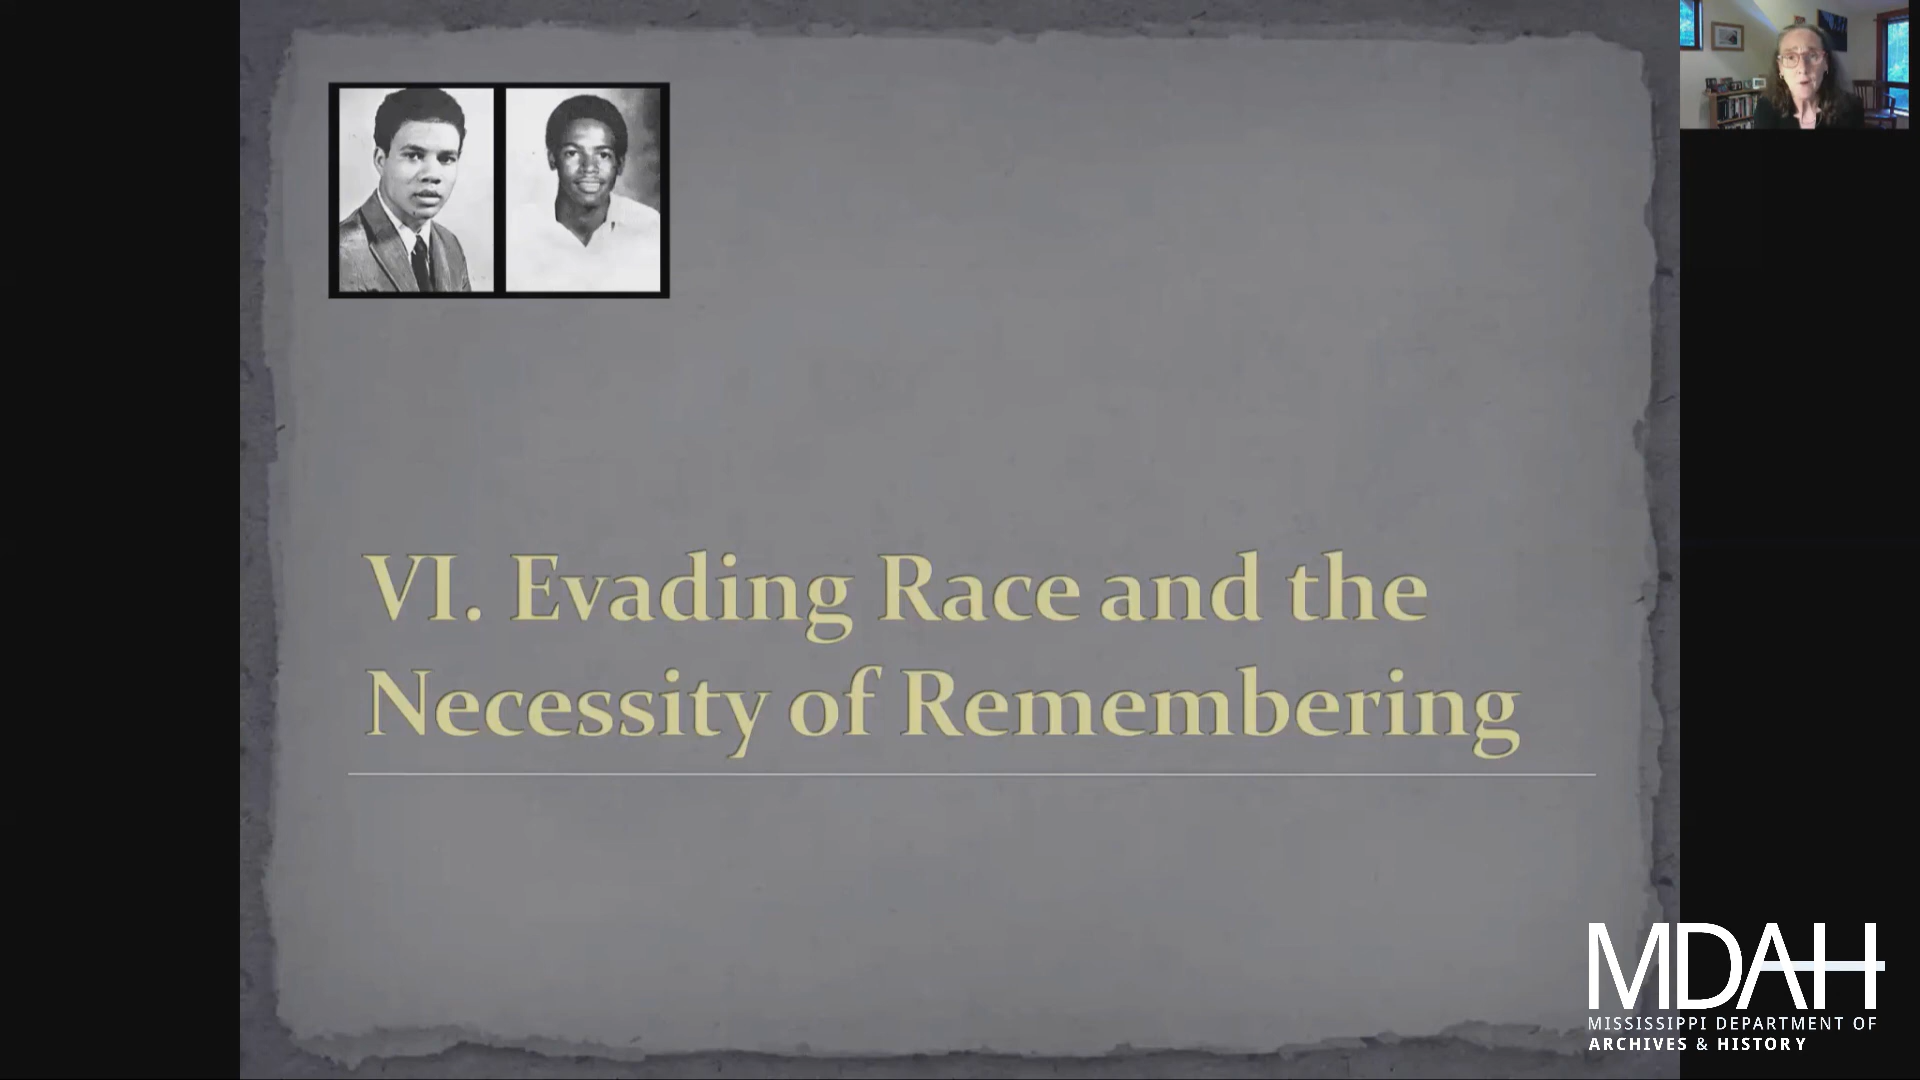 VI. Evading Race and the
Necessity of Remembering
MDAH
MISSISSIPPI DEPARTMENT OF
ARCHIVES & HISTORY